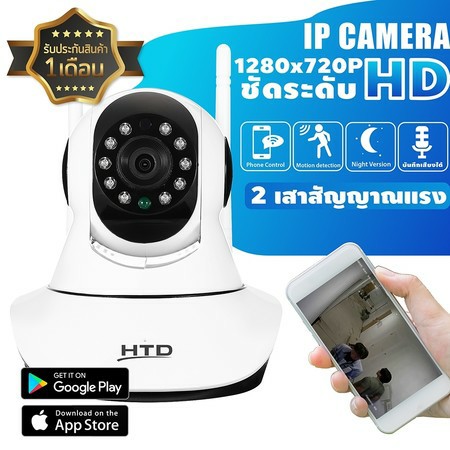 รับประกันสินค้า
1เดือน
IP CAMERA
1280x720P
ชัดระดับ HD
Phone Control
Motion detection
Night Version
บันทึกเสียงได้
2 เสาสัญญาณแรง
HTD
GET IT ON
Google Play
Download on the
App Store